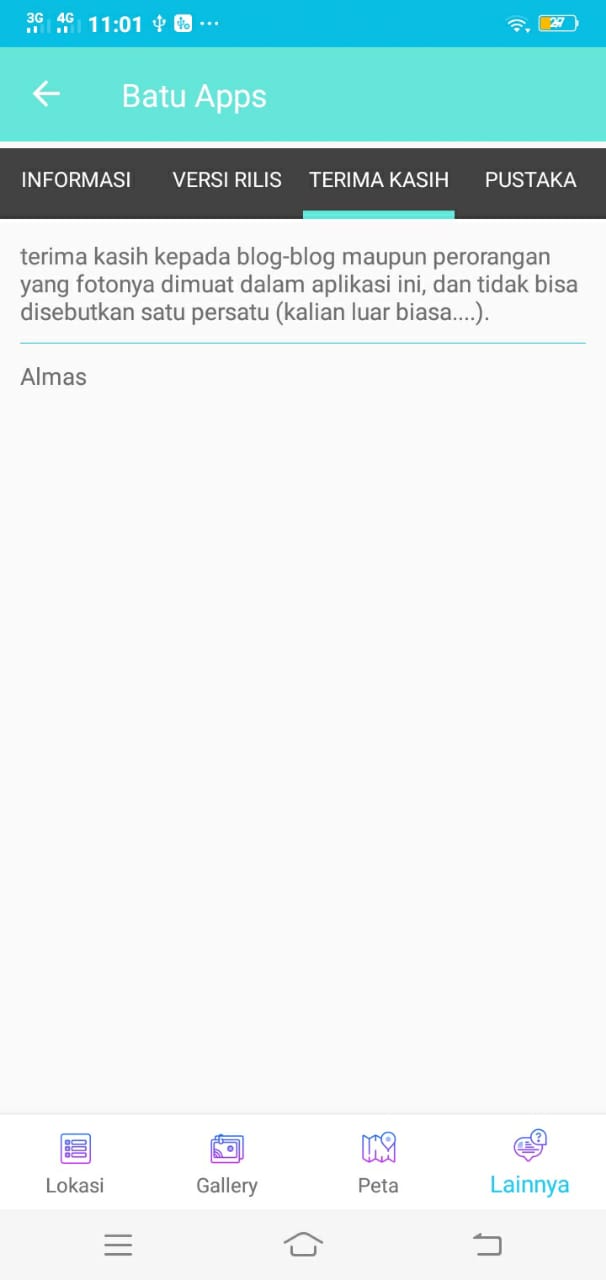 3G 4G 11:01 27
Batu Apps
INFORMASI VERSI RILIS TERIMA KASIH PUSTAKA
terima kasih kepada blog-blog maupun perorangan
yang fotonya dimuat dalam aplikasi ini, dan tidak bisa
disebutkan satu persatu (kalian luar biasa....).
Almas
Lokasi Gallery Peta Lainnya